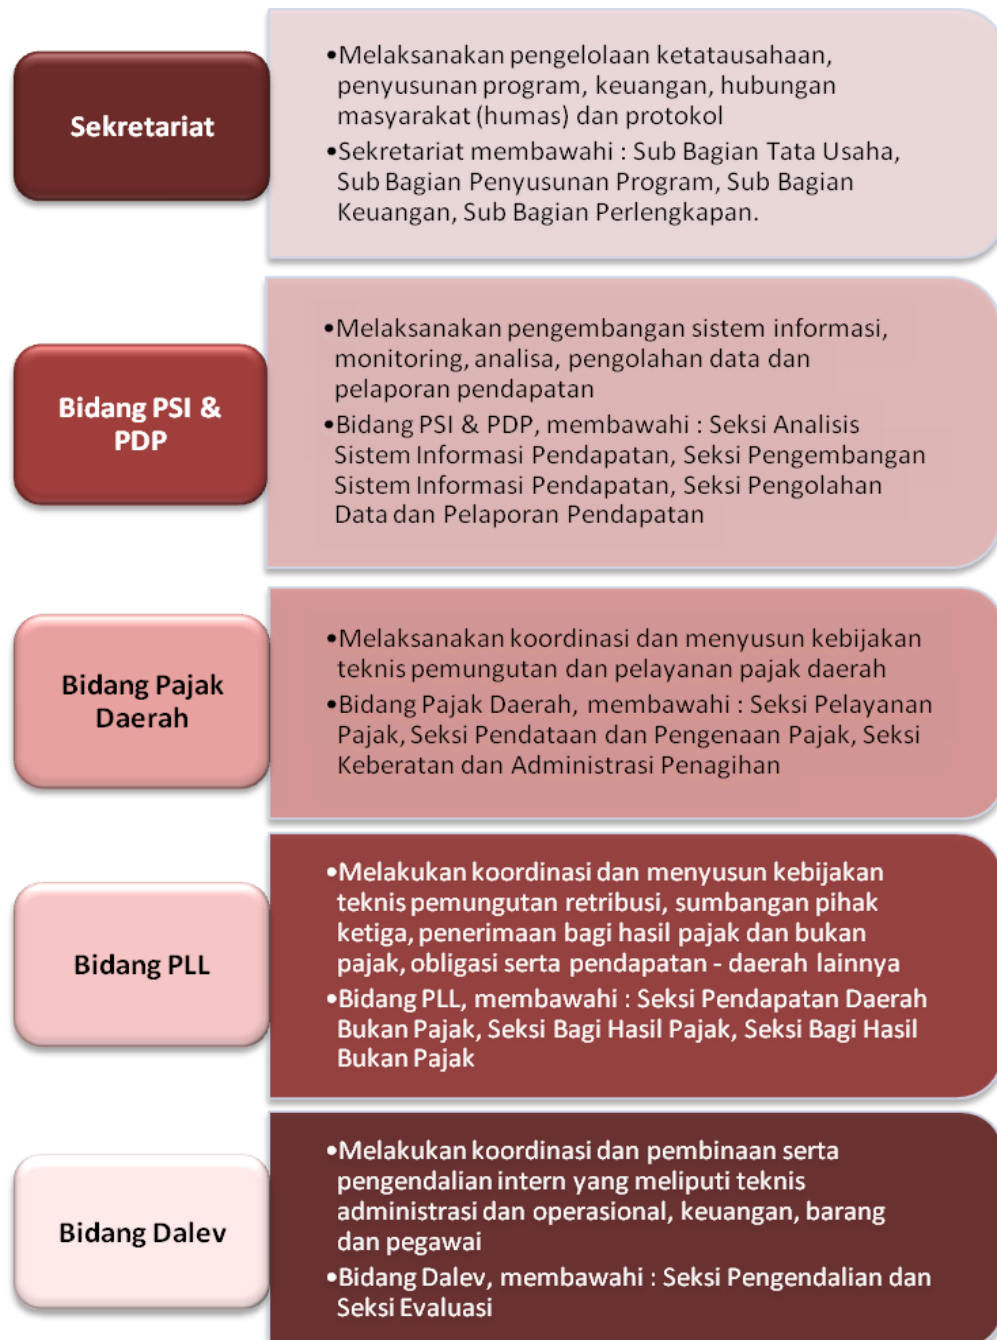 Sekretariat
•Melaksanakan pengelolaan ketatausahaan,
penyusunan program, keuangan, hubungan
masyarakat (humas) dan protokol
•Sekretariat membawahi : Sub Bagian Tata Usaha,
Sub Bagian Penyusunan Program, Sub Bagian
Keuangan, Sub Bagian Perlengkapan.
Bidang PSI &
PDP
•Melaksanakan pengembangan sistem informasi,
monitoring, analisa, pengolahan data dan
pelaporan pendapatan
•Bidang PSI & PDP, membawahi : Seksi Analisis
Sistem Informasi Pendapatan, Seksi Pengembangan
Sistem Informasi Pendapatan, Seksi Pengolahan
Data dan Pelaporan Pendapatan
Bidang Pajak
Daerah
•Melaksanakan koordinasi dan menyusun kebijakan
teknis pemungutan dan pelayanan pajak daerah
•Bidang Pajak Daerah, membawahi : Seksi Pelayanan
Pajak, Seksi Pendataan dan Pengenaan Pajak, Seksi
Keberatan dan Administrasi Penagihan
Bidang PLL
•Melakukan koordinasi dan menyusun kebijakan
teknis pemungutan retribusi, sumbangan pihak
ketiga, penerimaan bagi hasil pajak dan bukan
pajak, obligasi serta pendapatan - daerah lainnya
•Bidang PLL, membawahi : Seksi Pendapatan Daerah
Bukan Pajak, Seksi Bagi Hasil Pajak, Seksi Bagi Hasil
Bukan Pajak
Bidang Dalev
•Melakukan koordinasi dan pembinaan serta
pengendalian intern yang meliputi teknis
administrasi dan operasional, keuangan, barang
dan pegawai
•Bidang Dalev, membawahi : Seksi Pengendalian dan
Seksi Evaluasi